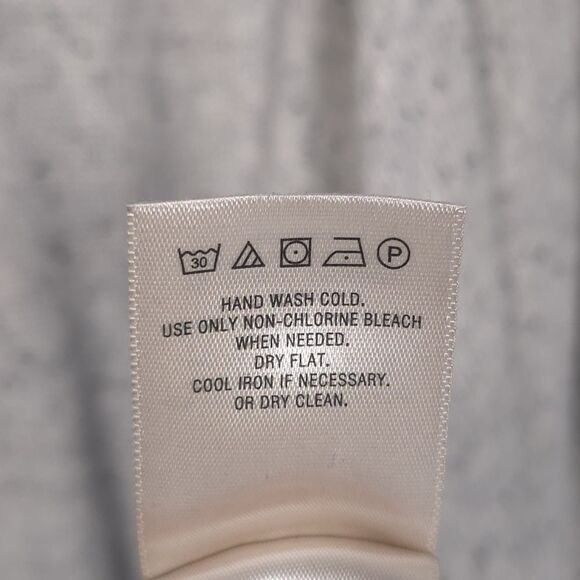 30 P
HAND WASH COLD.
USE ONLY NON-CHLORINE BLEACH
WHEN NEEDED.
DRY FLAT.
COOL IRON IF NECESSARY.
OR DRY CLEAN.